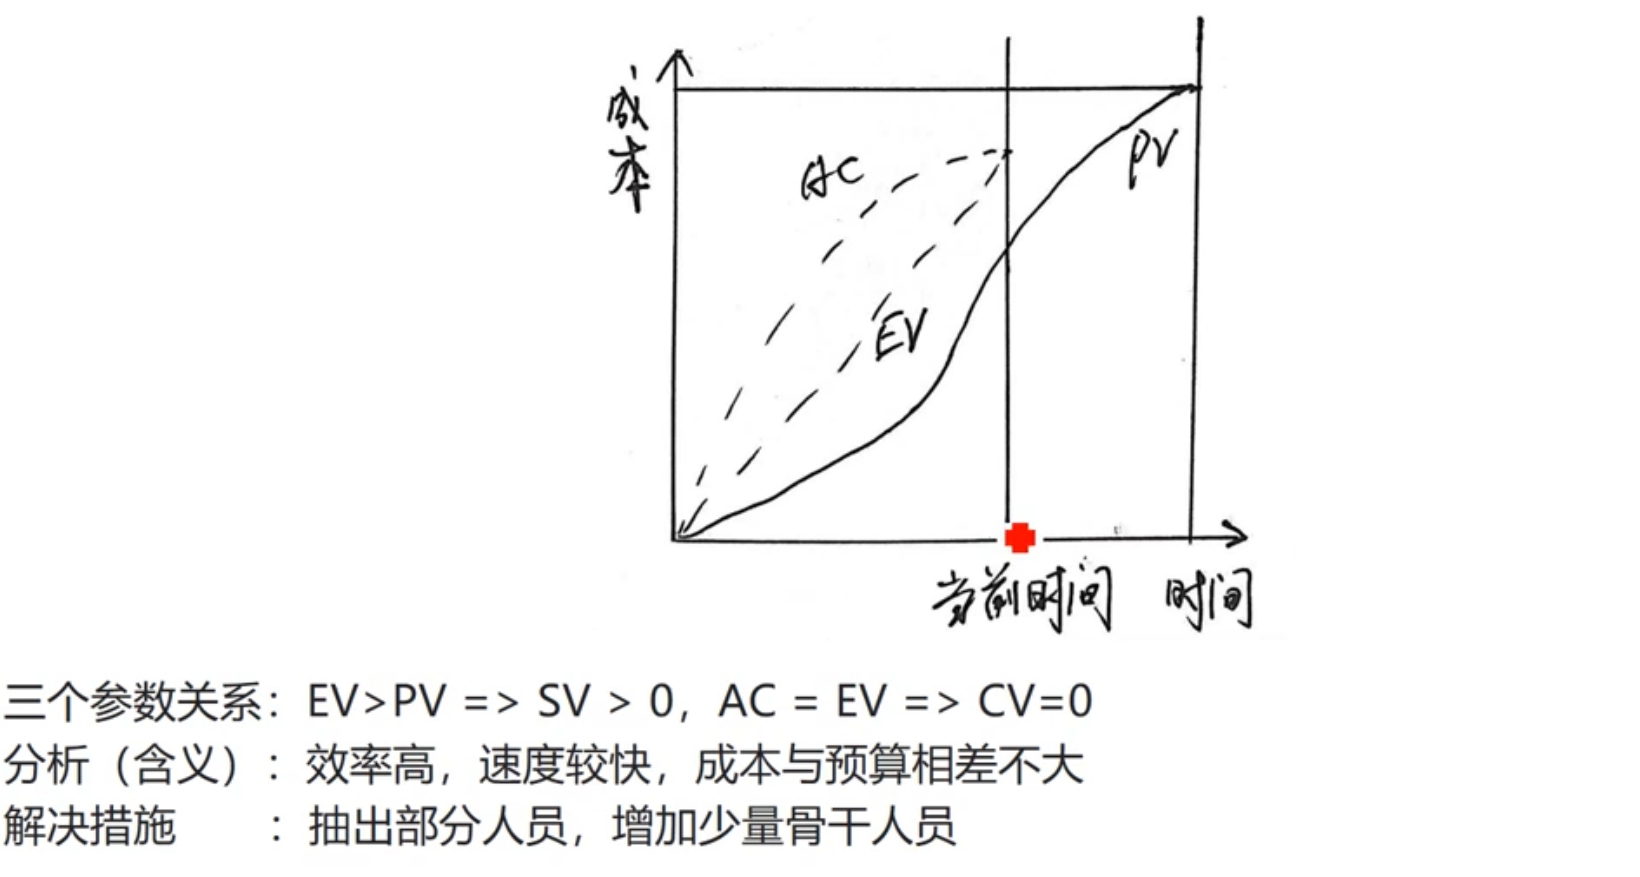 成本
AC
PV
EV
当前时间
时间
三个参数关系：EV>PV => SV > 0，AC = EV => CV=0
分析（含义）：效率高，速度较快，成本与预算相差不大
解决措施 ：抽出部分人员，增加少量骨干人员